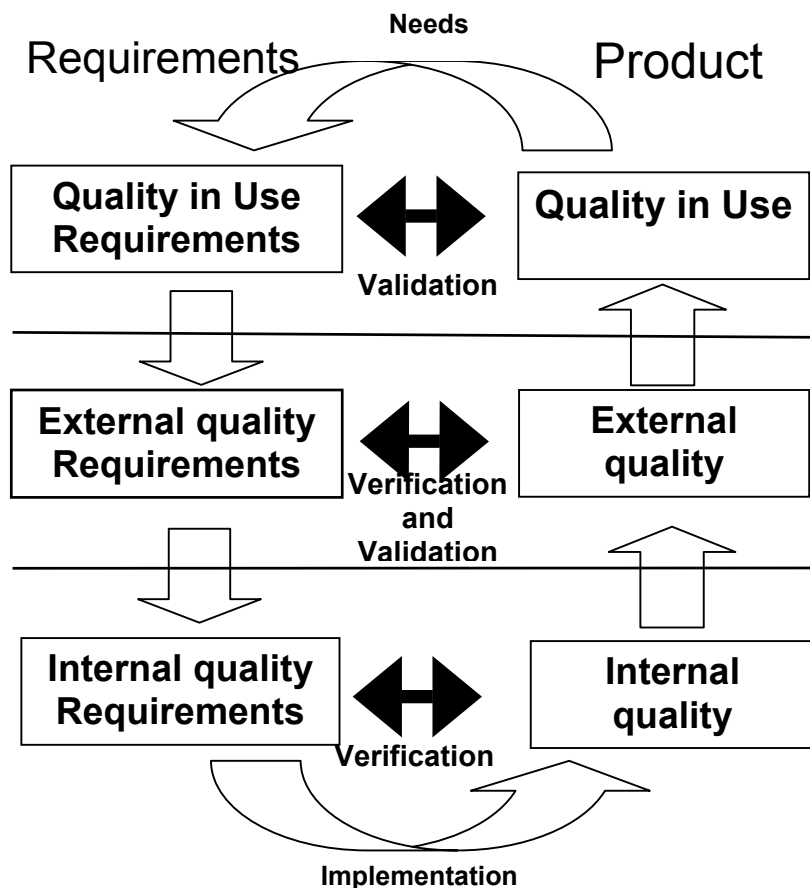 Needs
Requirements
Product
Quality in Use
Requirements
Quality in Use
Validation
External quality
Requirements
External
quality
Verification
and
Validation
Internal quality
Requirements
Internal
quality
Verification
Implementation